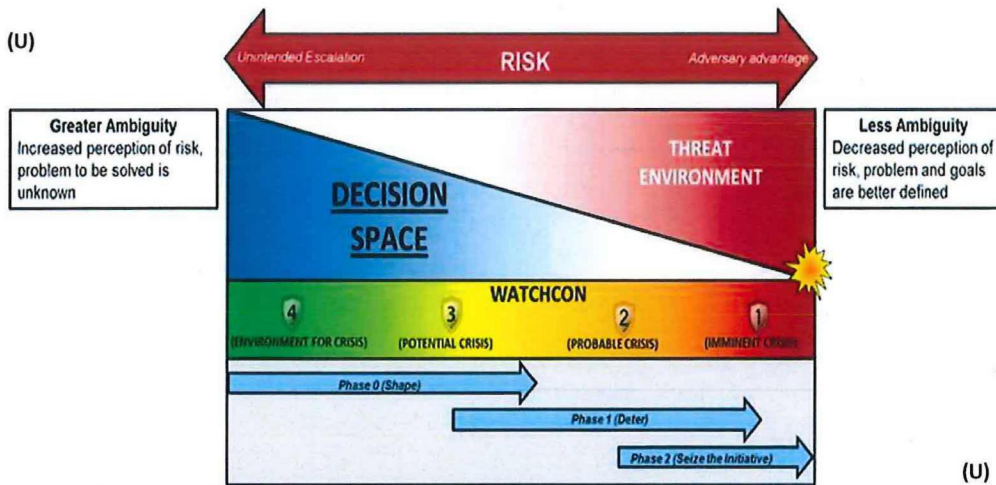 (U)
Unintended Escalation
RISK
Adversary advantage
Greater Ambiguity
Increased perception of risk,
problem to be solved is
unknown
THREAT
ENVIRONMENT
DECISION
SPACE
Less Ambiguity
Decreased perception of
risk, problem and goals
are better defined
WATCHCON
4
3
2
1
(ENVIRONMENT FOR CRISIS)
(POTENTIAL CRISIS)
(PROBABLE CRISIS)
(IMMINENT CRISIS)
Phase 0 (Shape)
Phase 1 (Deter)
Phase 2 (Seize the Initiative)
(U)